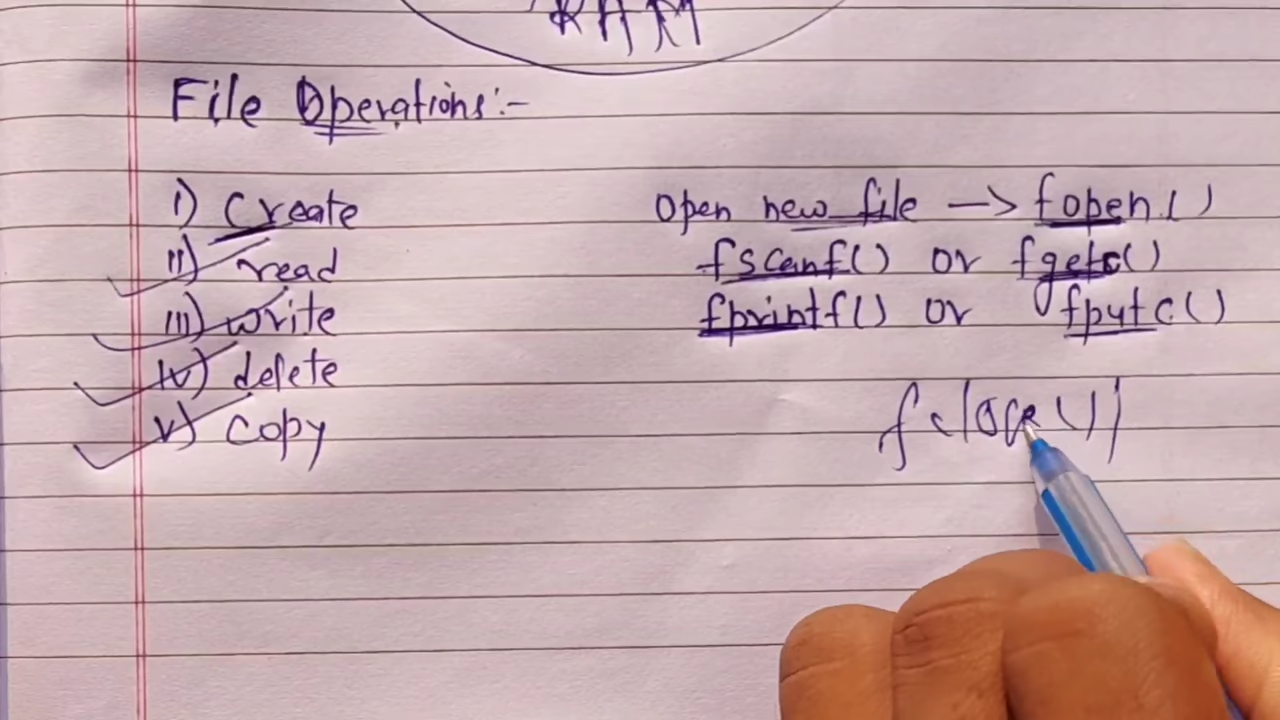 RAM
File Operations:-
i) Create open new file -> fopen()
ii) read fscanf() or fgetc()
iii) write fprintf() or fputc()
iv) delete
v) copy fclose()